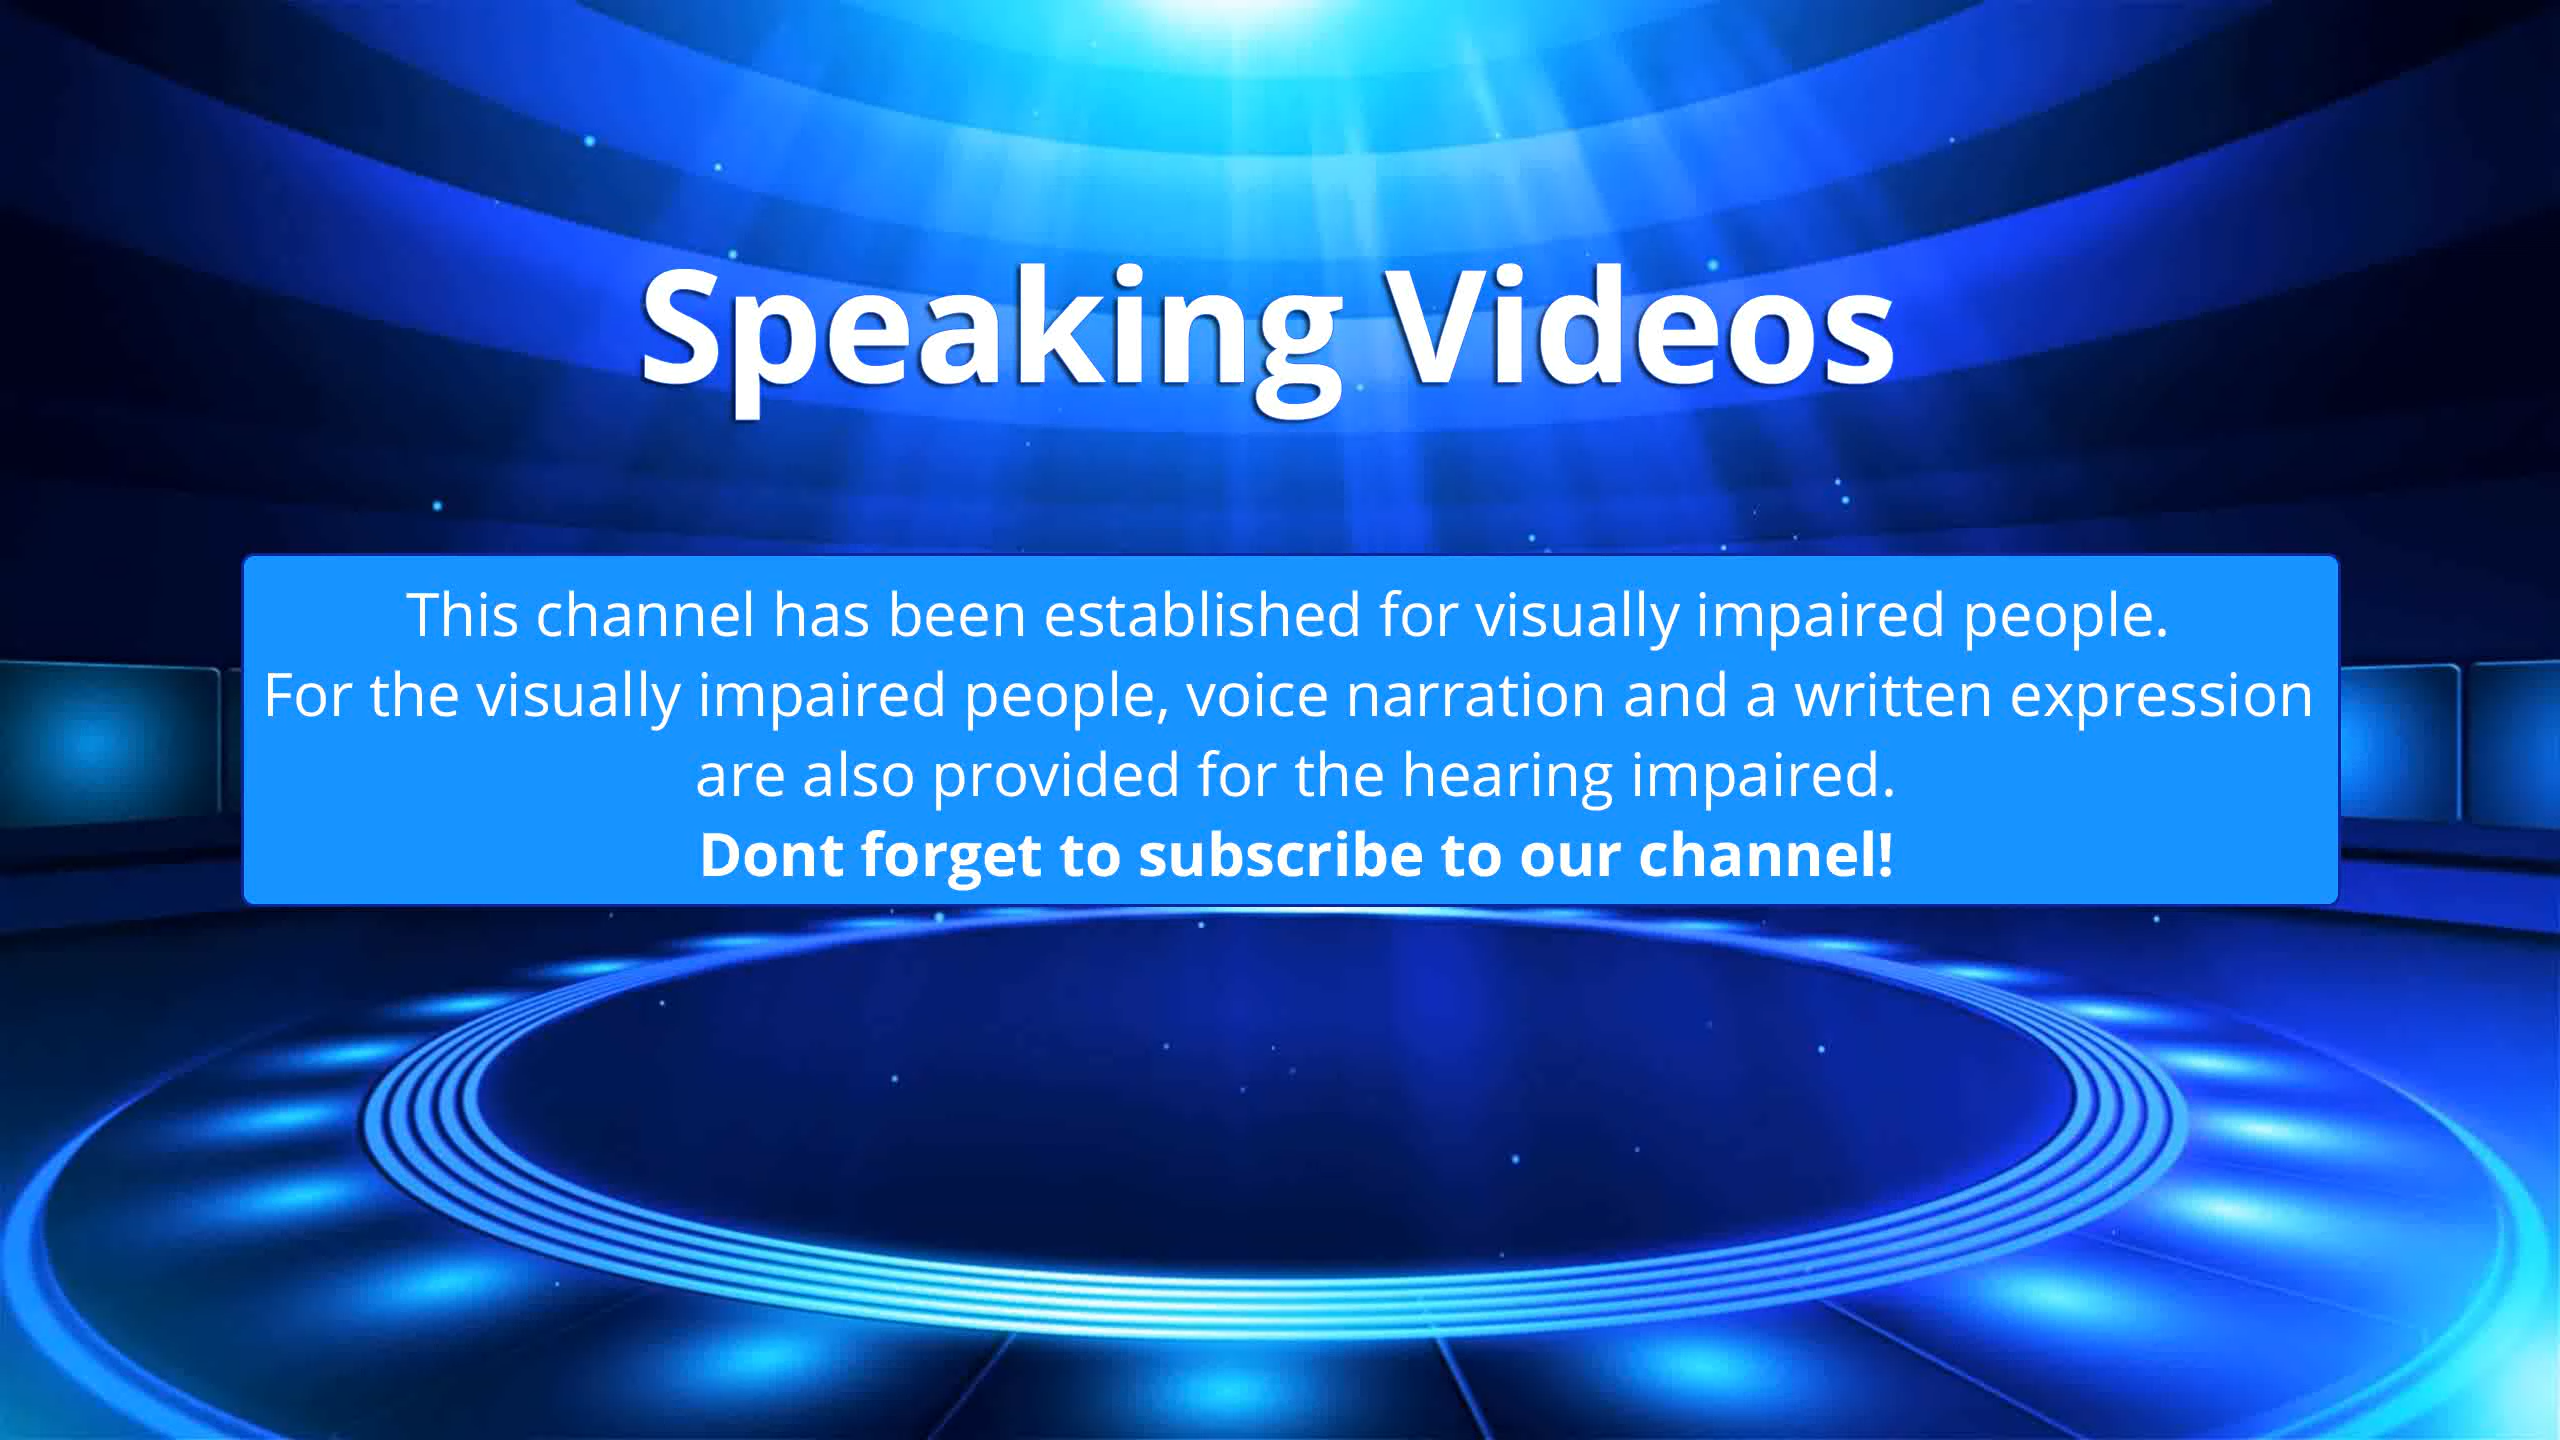 Speaking Videos
This channel has been established for visually impaired people.
For the visually impaired people, voice narration and a written expression
are also provided for the hearing impaired.
Dont forget to subscribe to our channel!